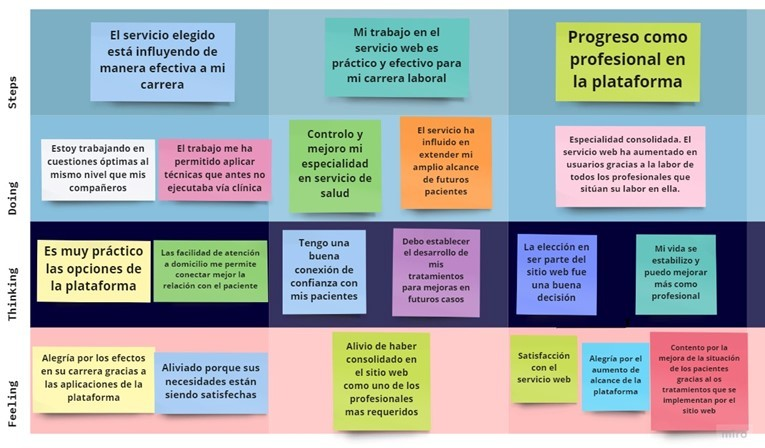 Steps
El servicio elegido
está influyendo de
manera efectiva a mi
carrera
Mi trabajo en el
servicio web es
práctico y efectivo para
mi carrera laboral
Progreso como
profesional en
la plataforma
Doing
Estoy trabajando en
cuestiones óptimas al
mismo nivel que mis
compañeros
El trabajo me ha
permitido aplicar
técnicas que antes no
ejecutaba vía clínica
Controlo y
mejoro mi
especialidad
en servicio de
salud
El servicio ha
influido en
extender mi
amplio alcance
de futuros
pacientes
Especialidad consolidada. El
servicio web ha aumentado en
usuarios gracias a la labor de
todos los profesionales que
sitúan su labor en ella.
Thinking
Es muy práctico
las opciones de
la plataforma
Las facilidad de atención
a domicilio me permite
conectar mejor la
relación con el paciente
Tengo una
buena
conexión de
confianza con
mis pacientes
Debo establecer
el desarrollo de
mis
tratamientos
para mejoras en
futuros casos
La elección en
ser parte del
sitio web fue
una buena
decisión
Mi vida se
estabilizo y
puedo mejorar
más como
profesional
Feeling
Alegría por los efectos
en su carrera gracias a
las aplicaciones de la
plataforma
Aliviado porque sus
necesidades están
siendo satisfechas
Alivio de haber
consolidado en
el sitio web
como uno de los
profesionales
mas requeridos
Satisfacción
con el
servicio web
Alegría por el
aumento de
alcance de la
plataforma
Contento por la
mejora de la situación
de los pacientes
gracias al os
tratamientos que se
implementan por el
sitio web
miro